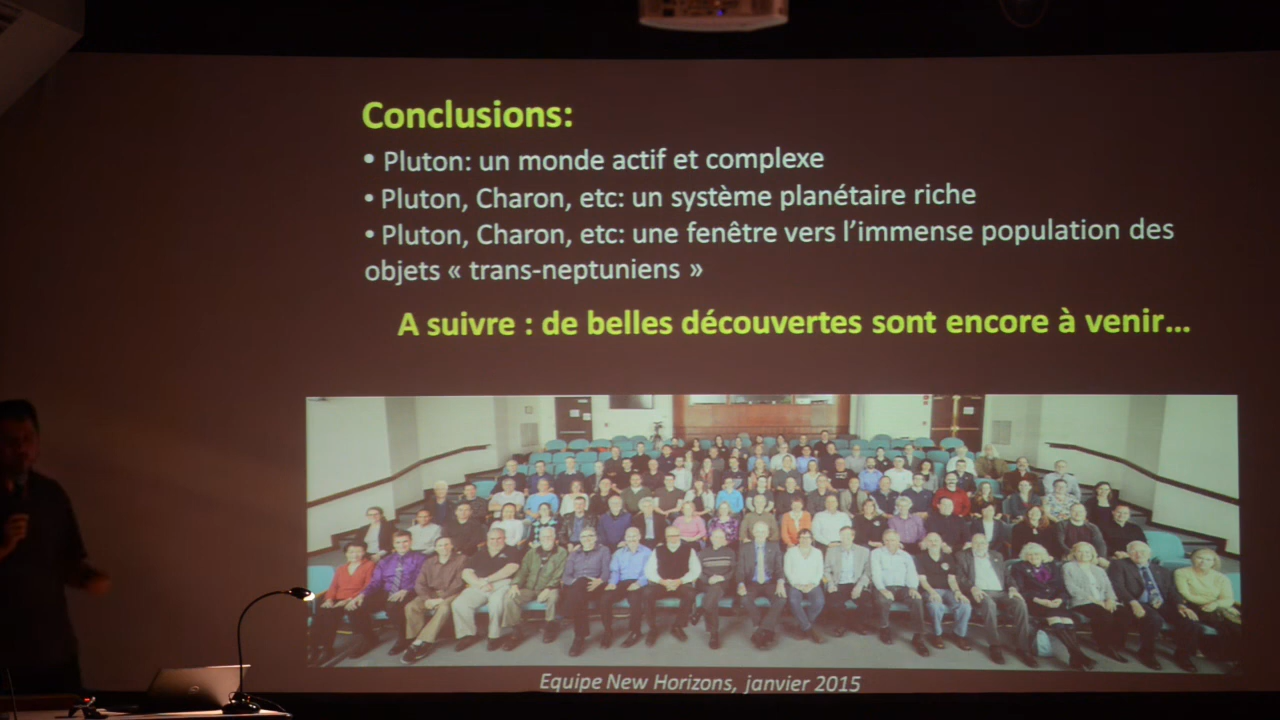 Conclusions:
• Pluton: un monde actif et complexe
• Pluton, Charon, etc: un système planétaire riche
• Pluton, Charon, etc: une fenêtre vers l’immense population des
objets « trans-neptuniens »
A suivre : de belles découvertes sont encore à venir...
Equipe New Horizons, janvier 2015